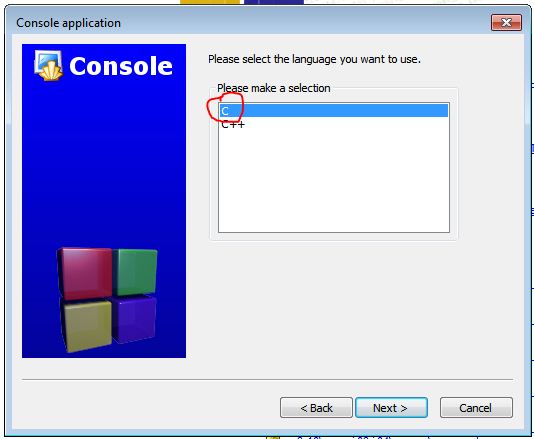 Console application
Console
Please select the language you want to use.
Please make a selection
C
C++
< Back
Next >
Cancel